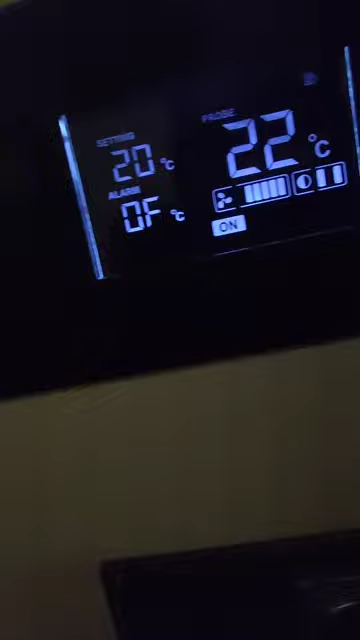 SETTING
20 °C
ALARM
OF °C
PROBE
22 °C
ON